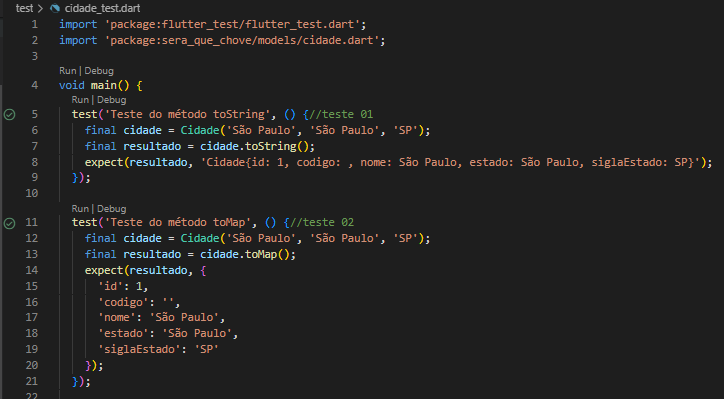 test > cidade_test.dart
1 import 'package:flutter_test/flutter_test.dart';
2 import 'package:sera_que_chove/models/cidade.dart';
3
Run | Debug
4 void main() {
Run | Debug
5 test('Teste do método toString', () {//teste 01
6 final cidade = Cidade('São Paulo', 'São Paulo', 'SP');
7 final resultado = cidade.toString();
8 expect(resultado, 'Cidade{id: 1, codigo: , nome: São Paulo, estado: São Paulo, siglaEstado: SP}');
9 });
10
Run | Debug
11 test('Teste do método toMap', () {//teste 02
12 final cidade = Cidade('São Paulo', 'São Paulo', 'SP');
13 final resultado = cidade.toMap();
14 expect(resultado, {
15 'id': 1,
16 'codigo': '',
17 'nome': 'São Paulo',
18 'estado': 'São Paulo',
19 'siglaEstado': 'SP'
20 });
21 });
22